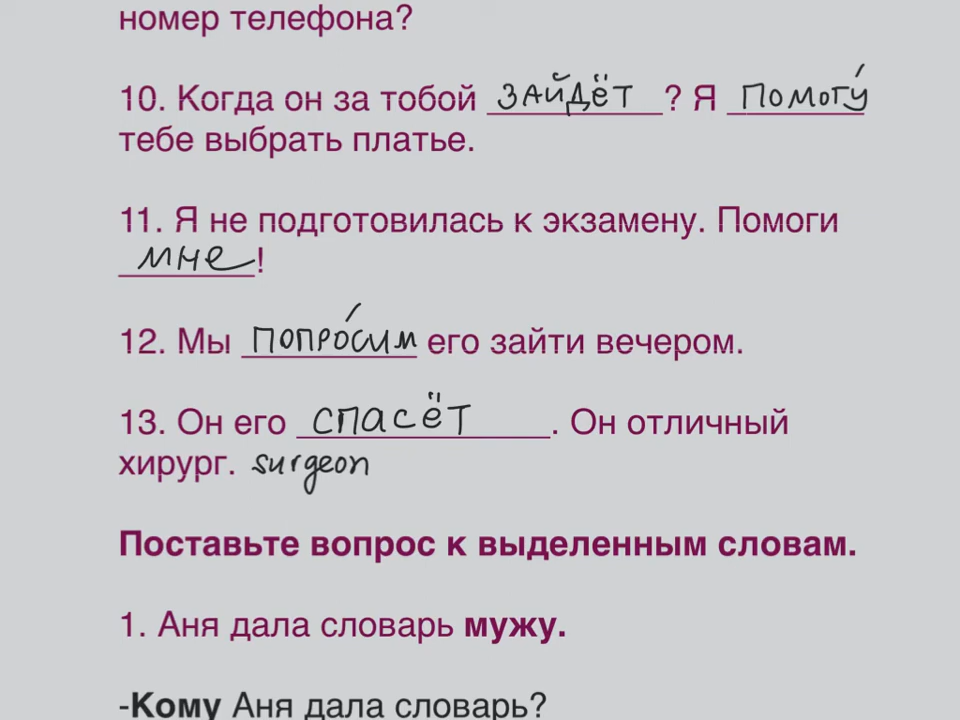 номер телефона?
10. Когда он за тобой зайдёт ? Я помогу́
тебе выбрать платье.
11. Я не подготовилась к экзамену. Помоги
мне!
12. Мы попро́сим его зайти вечером.
13. Он его спасёт. Он отличный
хирург. surgeon
Поставьте вопрос к выделенным словам.
1. Аня дала словарь мужу.
-Кому Аня дала словарь?